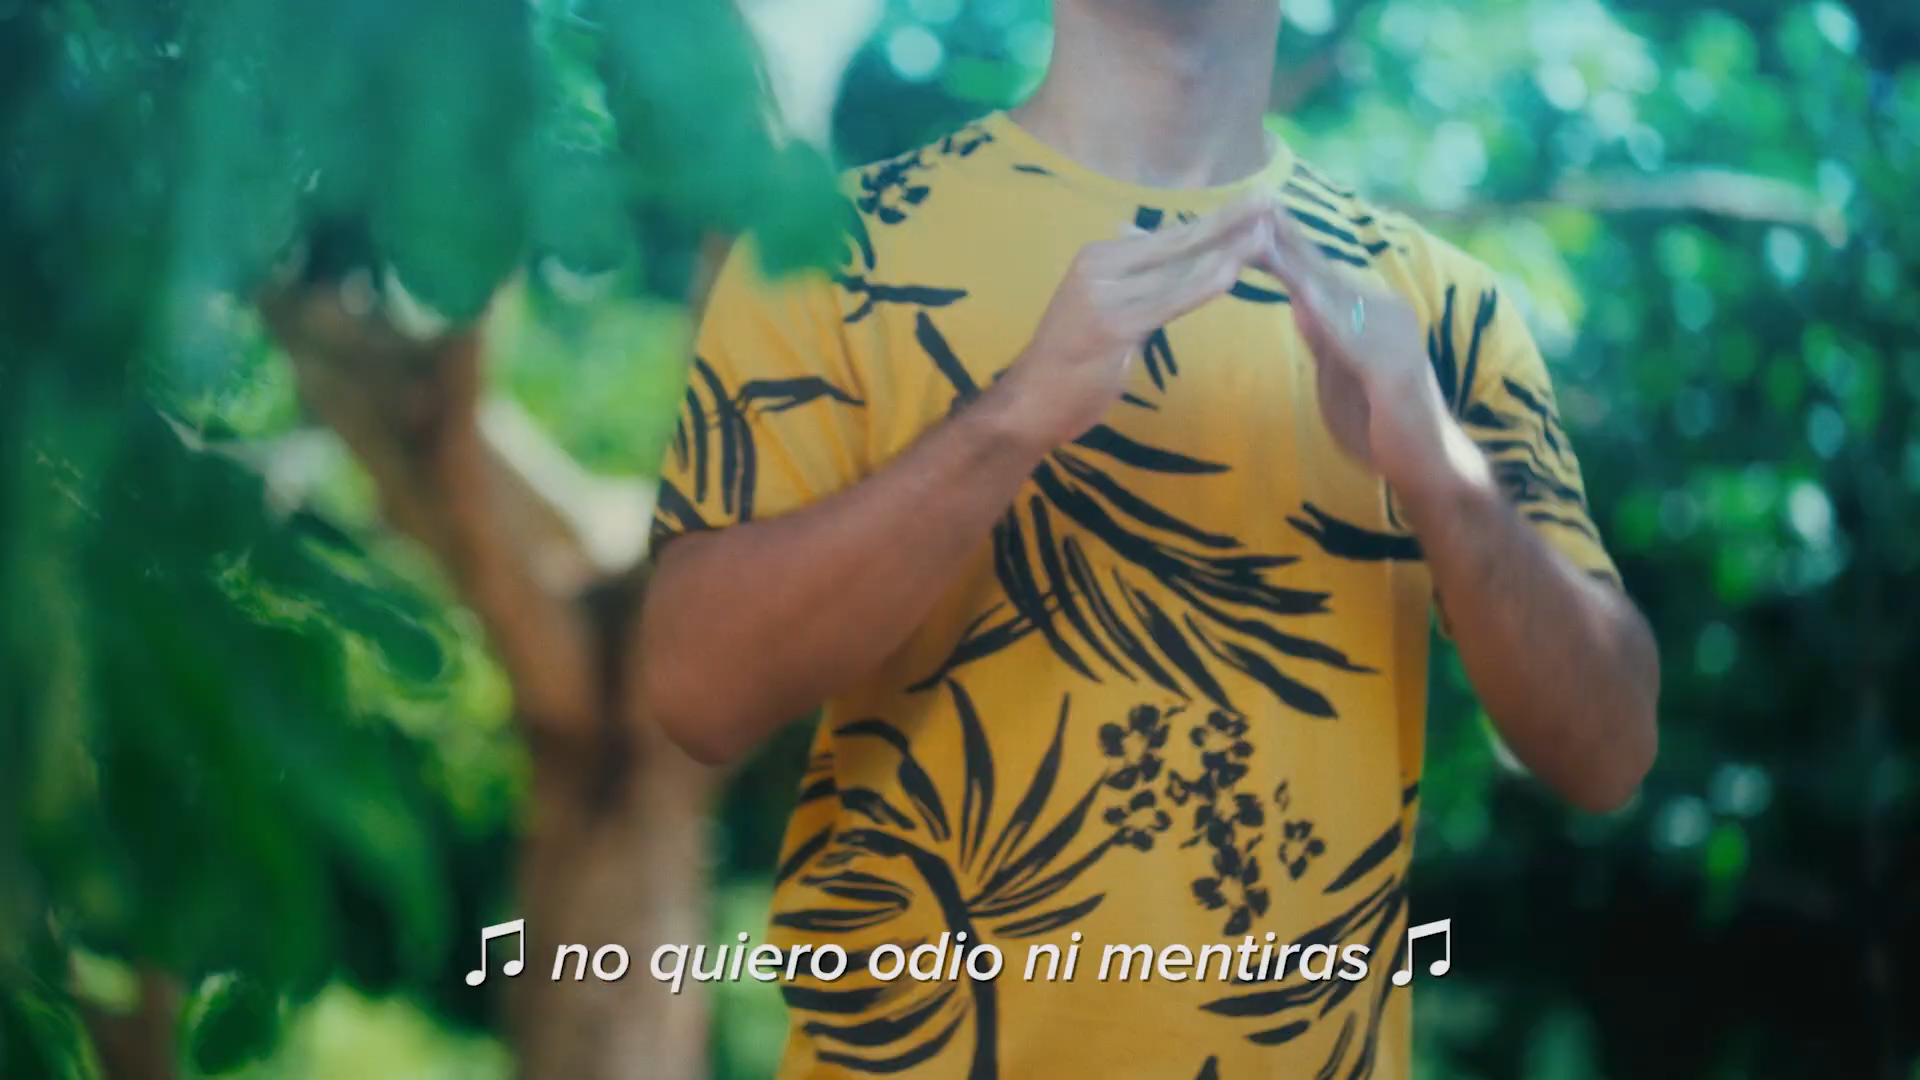 ♫ no quiero odio ni mentiras ♫